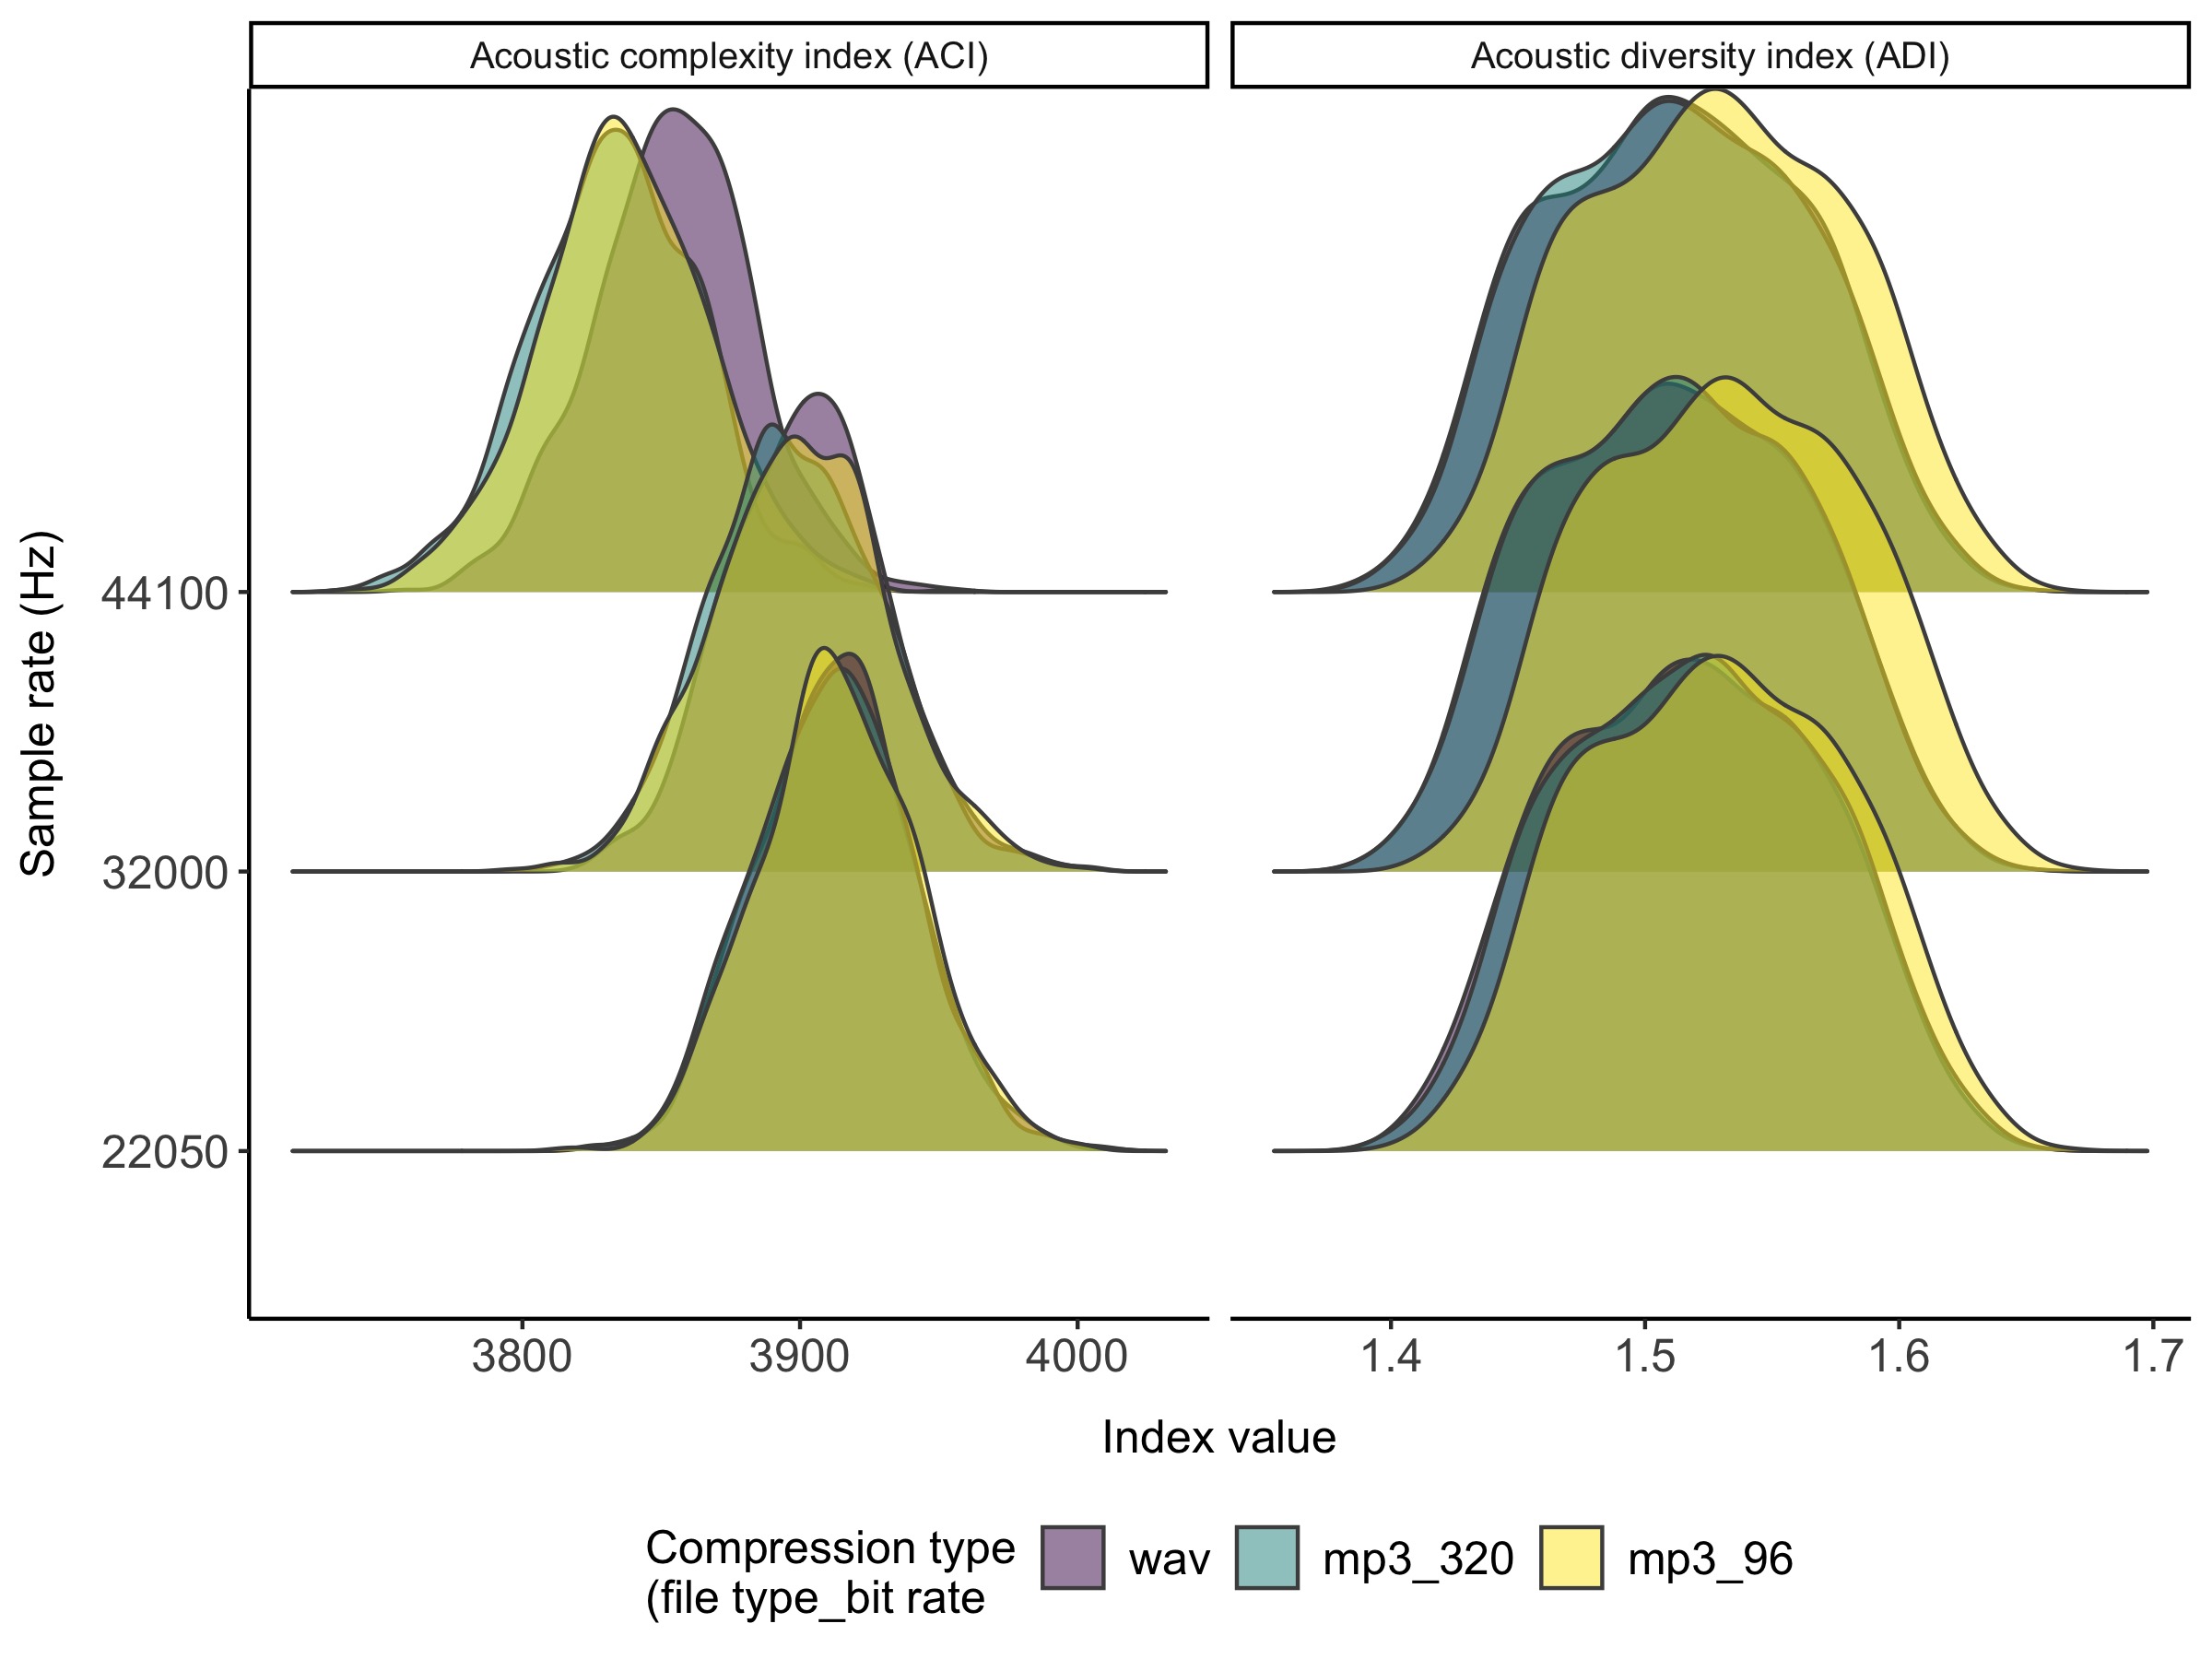 Acoustic complexity index (ACI)
Acoustic diversity index (ADI)
Sample rate (Hz)
44100
32000
22050
3800
3900
4000
1.4
1.5
1.6
1.7
Index value
Compression type
(file type_bit rate
wav
mp3_320
mp3_96